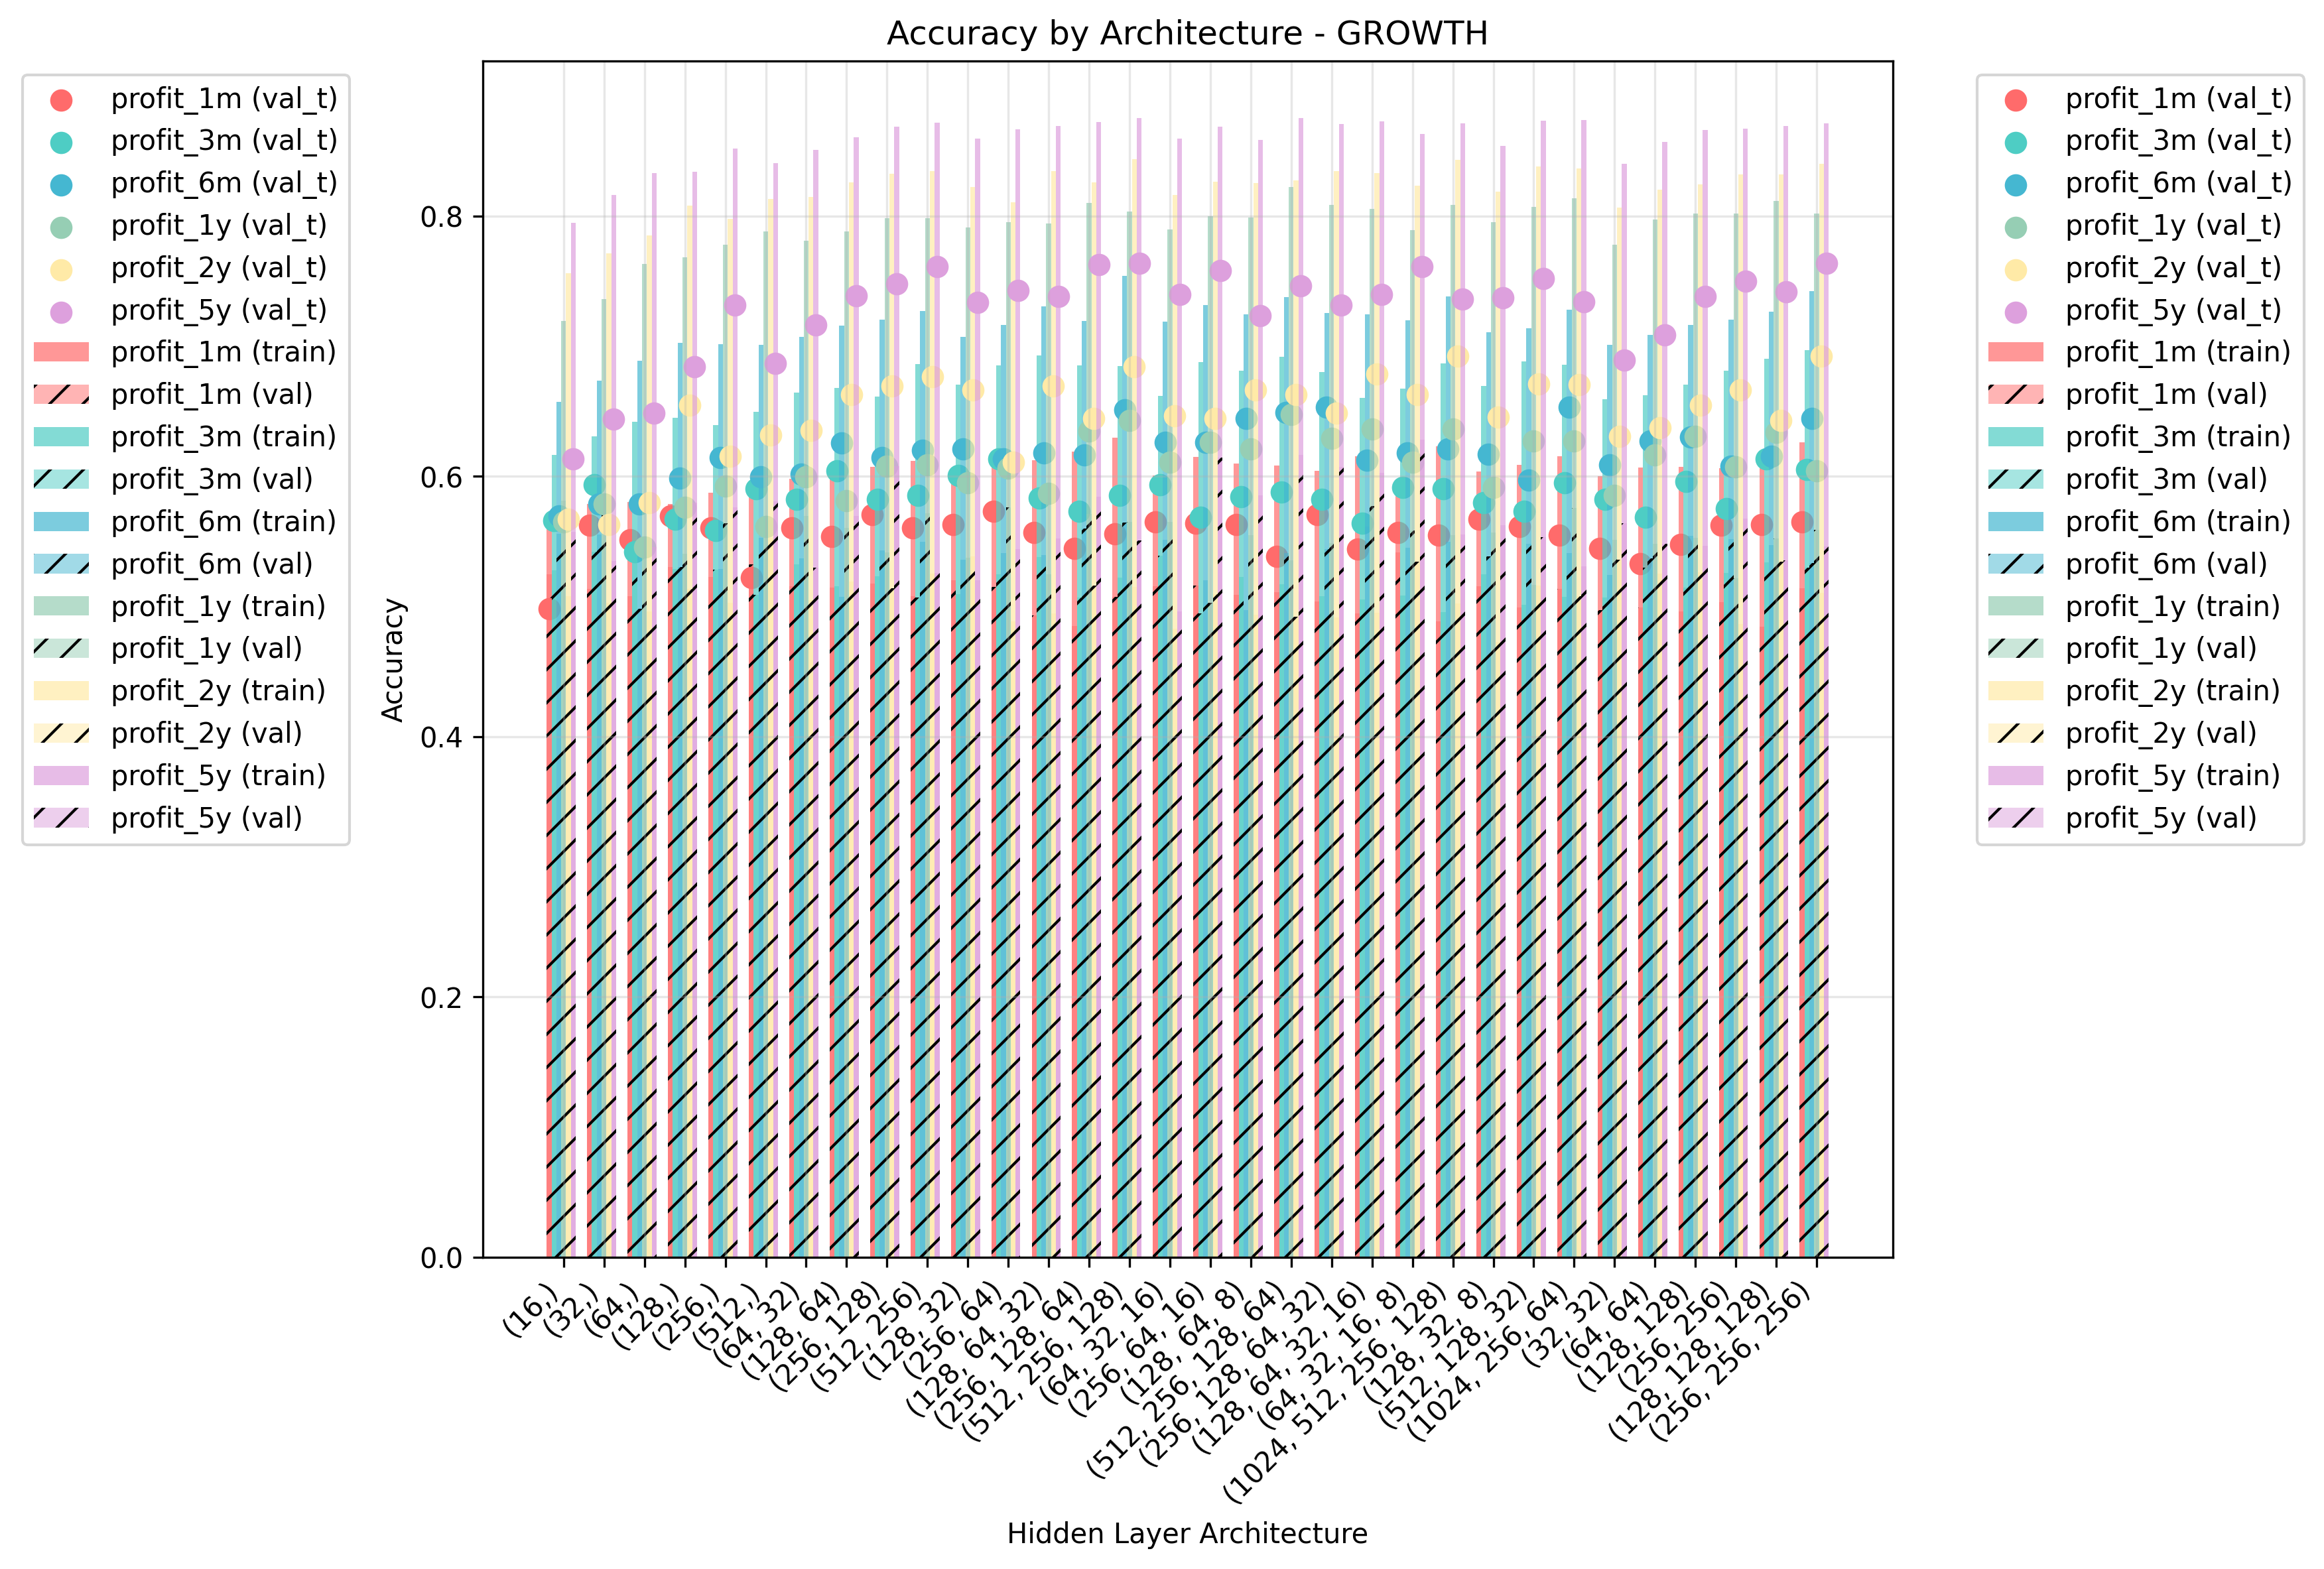 Accuracy by Architecture - GROWTH
profit_1m (val_t)
profit_3m (val_t)
profit_6m (val_t)
profit_1y (val_t)
profit_2y (val_t)
profit_5y (val_t)
profit_1m (train)
profit_1m (val)
profit_3m (train)
profit_3m (val)
profit_6m (train)
profit_6m (val)
profit_1y (train)
profit_1y (val)
profit_2y (train)
profit_2y (val)
profit_5y (train)
profit_5y (val)
Accuracy
0.8
0.6
0.4
0.2
0.0
(16,)
(32,)
(64,)
(128,)
(256,)
(512,)
(64, 32)
(128, 64)
(256, 128)
(512, 256)
(128, 32)
(256, 64)
(128, 64, 32)
(256, 128, 64)
(512, 256, 128)
(64, 32, 16)
(256, 64, 16)
(128, 64, 8)
(512, 256, 128, 64)
(256, 128, 64, 32)
(128, 64, 32, 16)
(64, 32, 16, 8)
(1024, 512, 256, 128)
(128, 32, 8)
(512, 128, 32)
(1024, 256, 64)
(32, 32)
(64, 64)
(128, 128)
(256, 256)
(128, 128, 128)
(256, 256, 256)
Hidden Layer Architecture
profit_1m (val_t)
profit_3m (val_t)
profit_6m (val_t)
profit_1y (val_t)
profit_2y (val_t)
profit_5y (val_t)
profit_1m (train)
profit_1m (val)
profit_3m (train)
profit_3m (val)
profit_6m (train)
profit_6m (val)
profit_1y (train)
profit_1y (val)
profit_2y (train)
profit_2y (val)
profit_5y (train)
profit_5y (val)